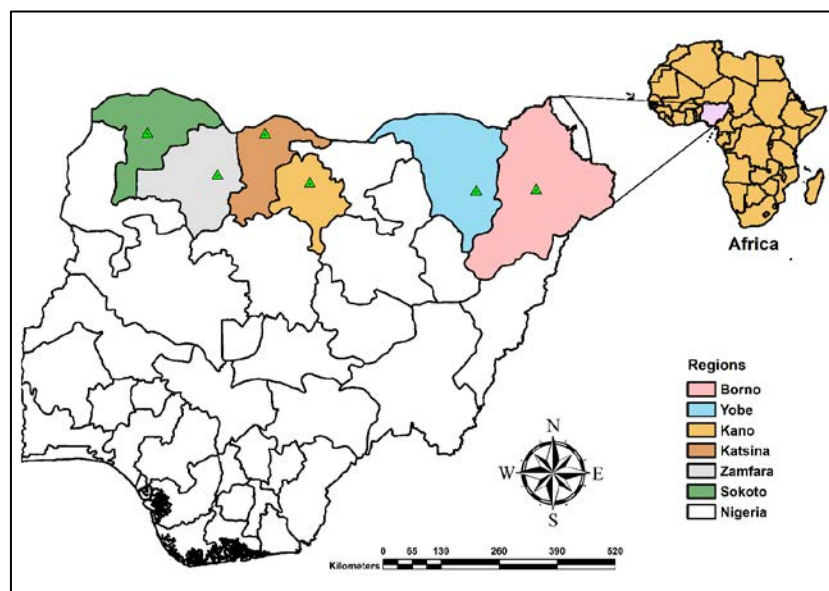 Africa
Regions
Borno
Yobe
Kano
Katsina
Zamfara
Sokoto
Nigeria
N
W E
S
0 65 130 260 390 520
Kilometers